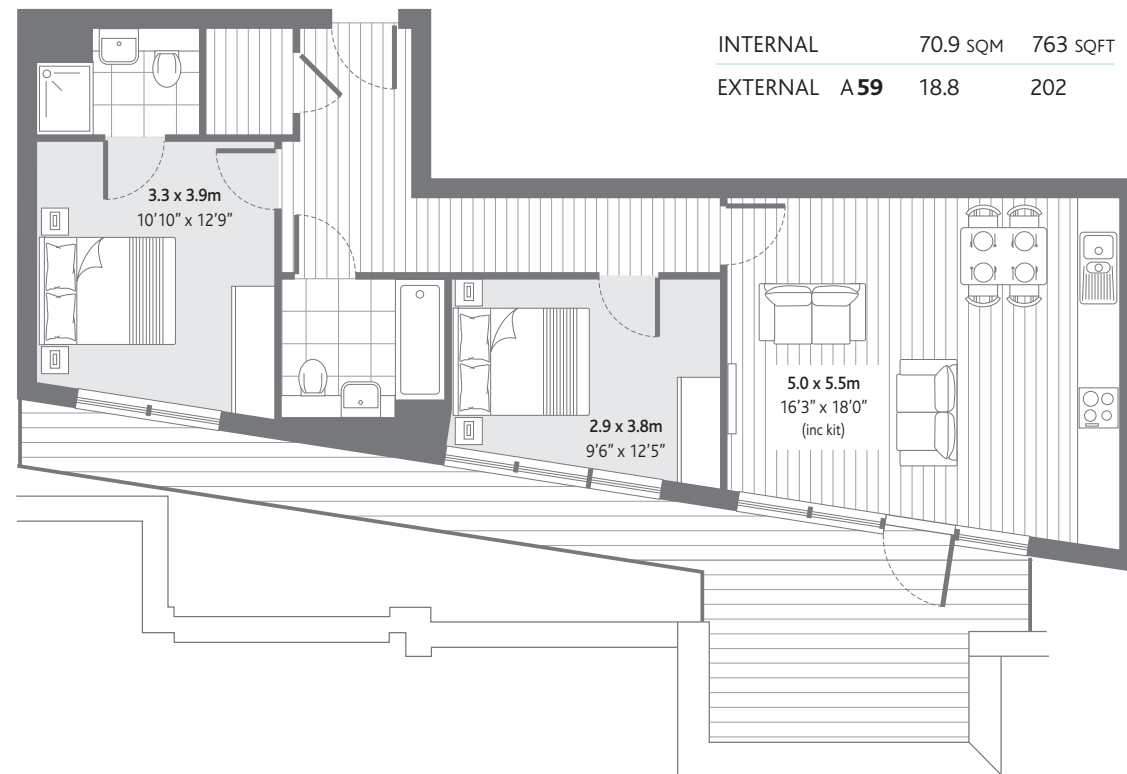 INTERNAL 70.9 SQM 763 SQFT
EXTERNAL A59 18.8 202
3.3 x 3.9m
10’10” x 12’9”
5.0 x 5.5m
16’3” x 18’0”
(inc kit)
2.9 x 3.8m
9’6” x 12’5”